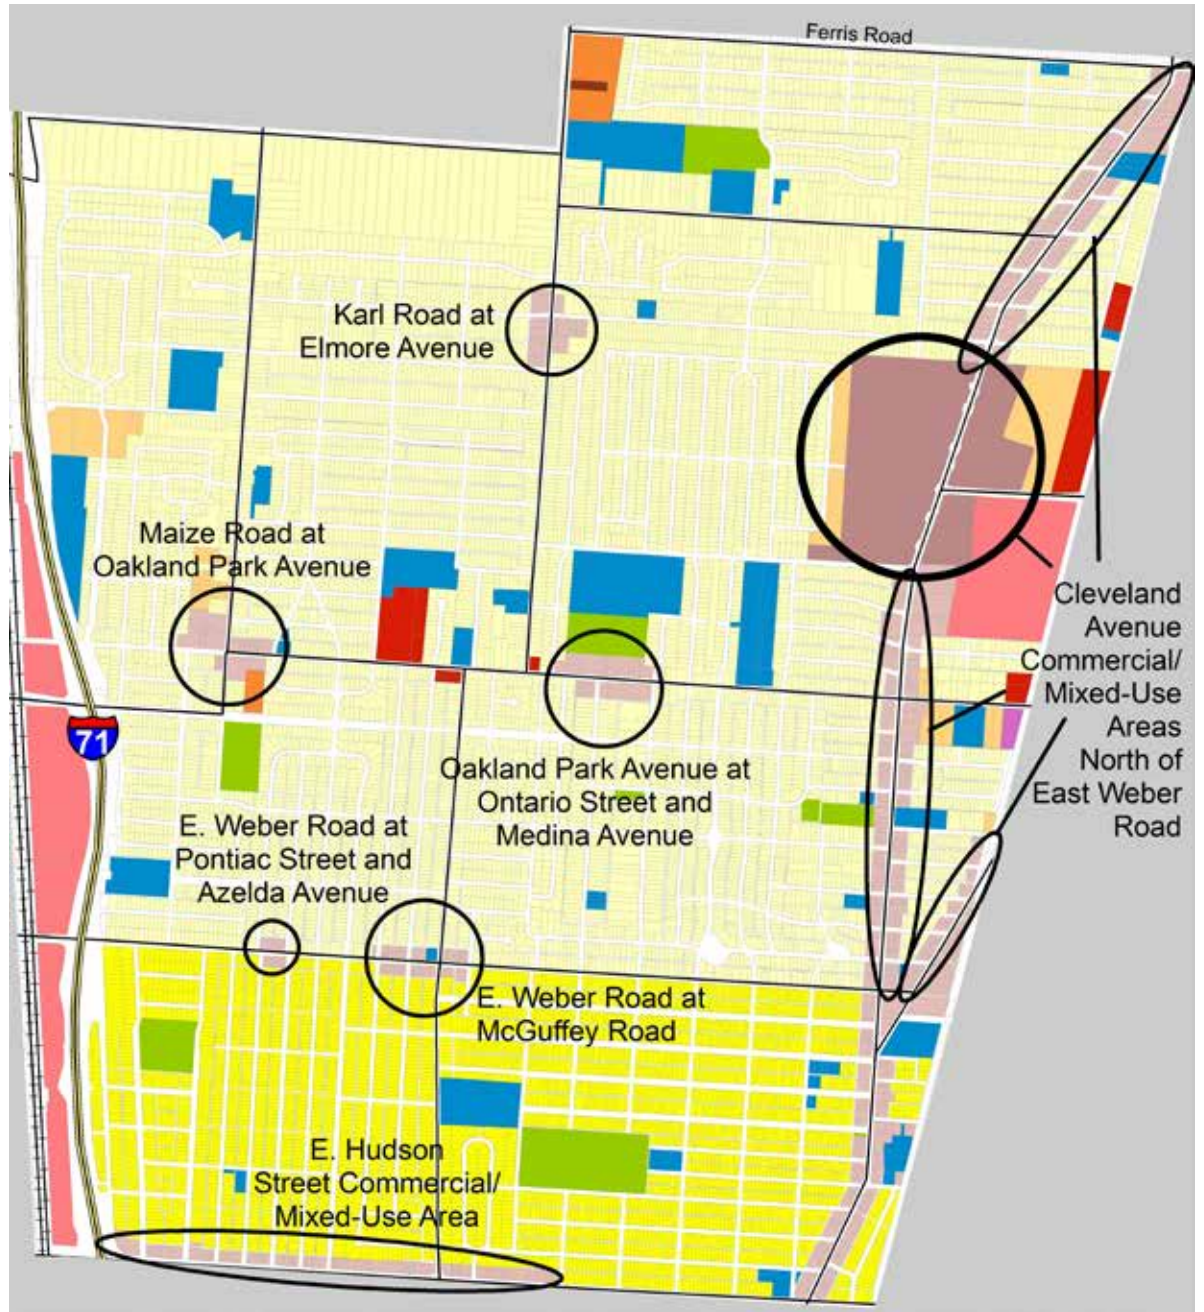 Ferris Road
Karl Road at
Elmore Avenue
Maize Road at
Oakland Park Avenue
Cleveland
Avenue
Commercial/
Mixed-Use
Areas
North of
East Weber
Road
71
Oakland Park Avenue at
Ontario Street and
Medina Avenue
E. Weber Road at
Pontiac Street and
Azelda Avenue
E. Weber Road at
McGuffey Road
E. Hudson
Street Commercial/
Mixed-Use Area